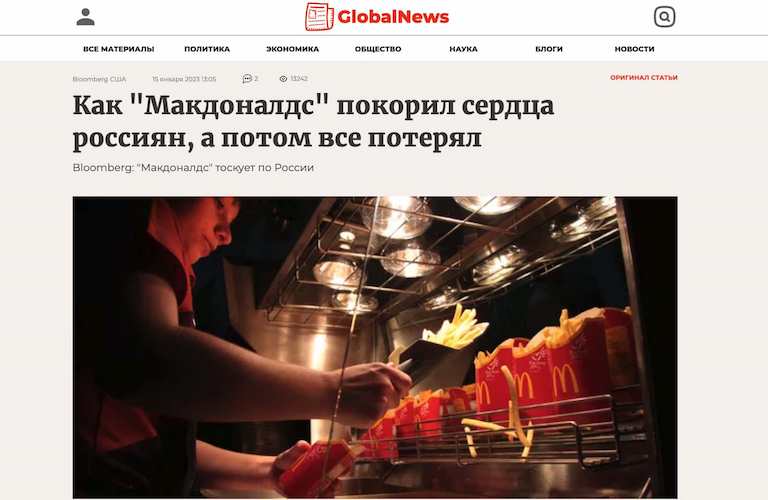 GlobalNews
ВСЕ МАТЕРИАЛЫ ПОЛИТИКА ЭКОНОМИКА ОБЩЕСТВО НАУКА БЛОГИ НОВОСТИ
Bloomberg США 15 января 2023 13:05 2 13242 ОРИГИНАЛ СТАТЬИ
Как "Макдоналдс" покорил сердца
россиян, а потом все потерял
Bloomberg: "Макдоналдс" тоскует по России